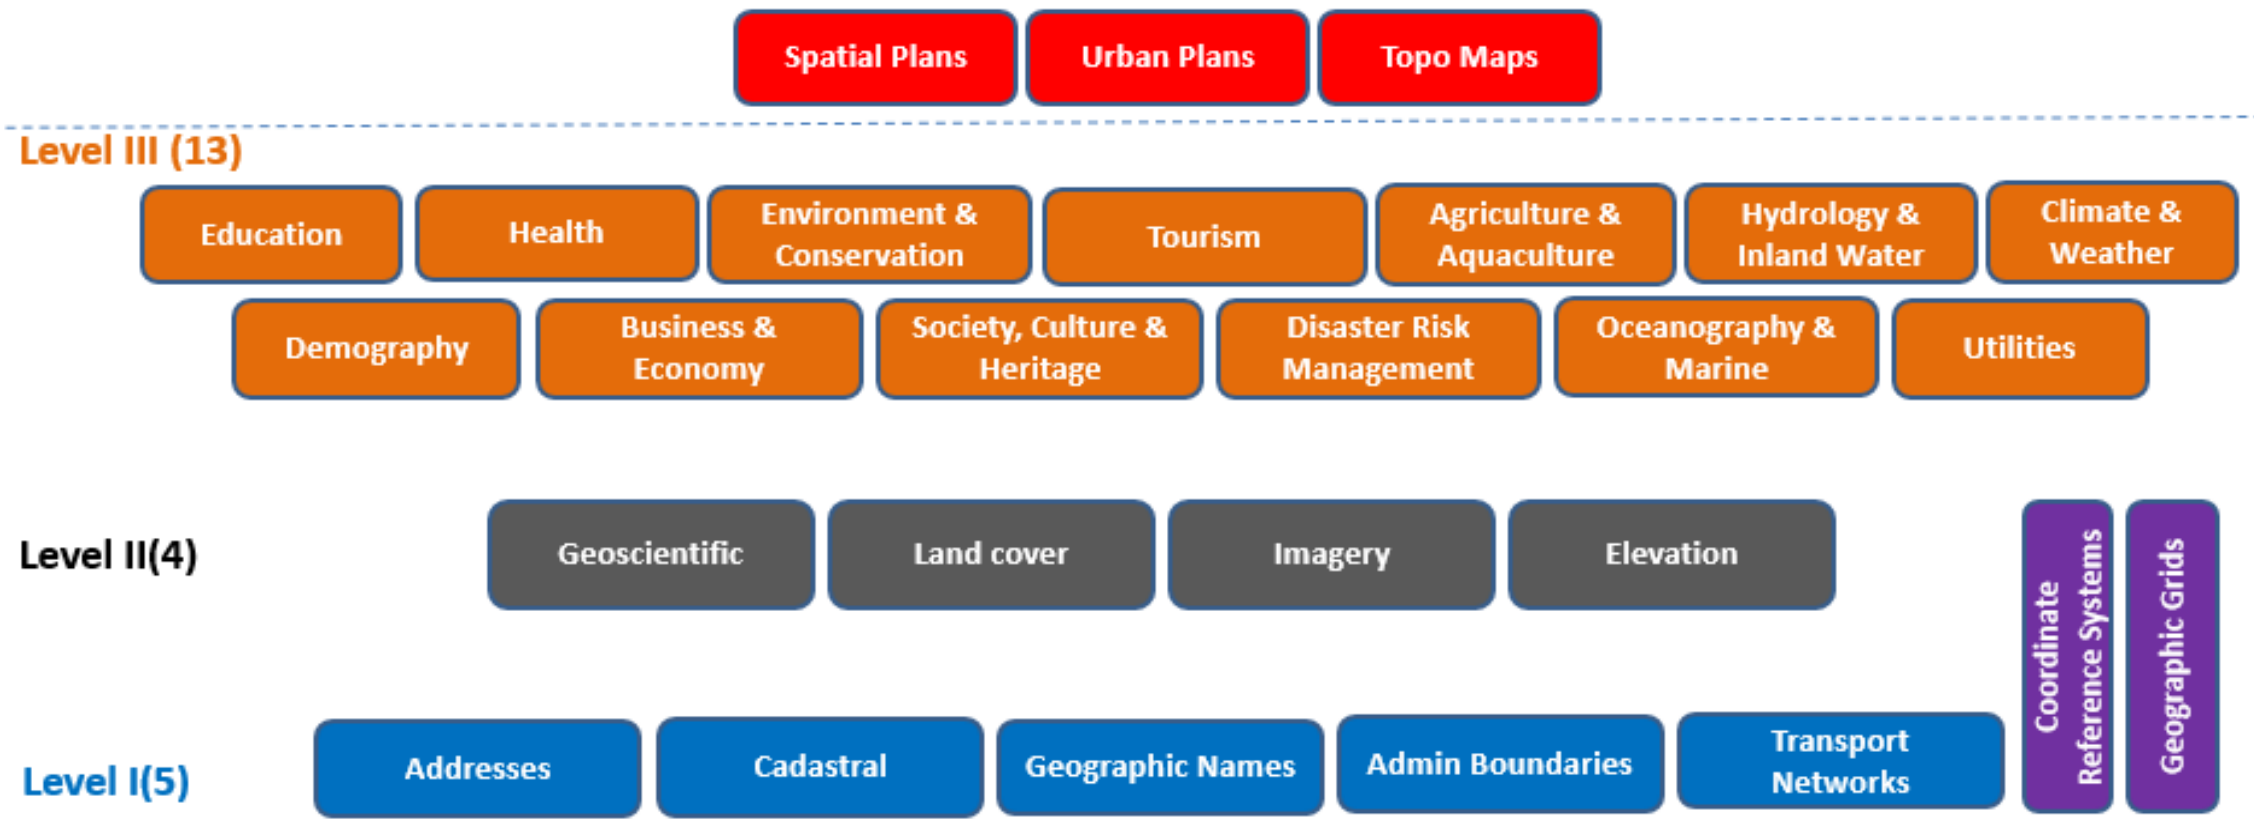 Spatial Plans
Urban Plans
Topo Maps
Level III (13)
Education
Health
Environment &
Conservation
Tourism
Agriculture &
Aquaculture
Hydrology &
Inland Water
Climate &
Weather
Demography
Business &
Economy
Society, Culture &
Heritage
Disaster Risk
Management
Oceanography &
Marine
Utilities
Level II(4)
Geoscientific
Land cover
Imagery
Elevation
Coordinate
Reference Systems
Geographic Grids
Level I(5)
Addresses
Cadastral
Geographic Names
Admin Boundaries
Transport
Networks